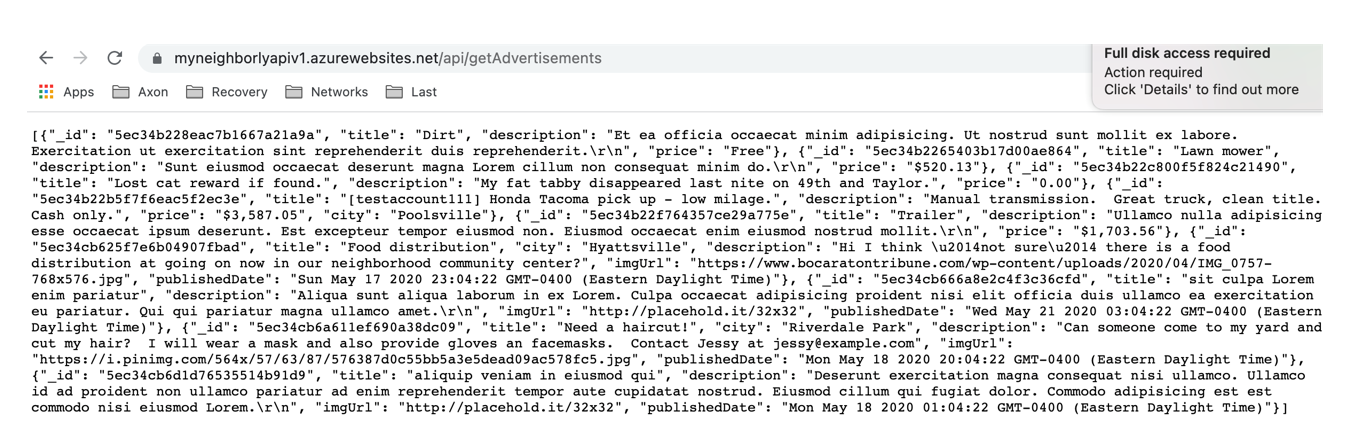 myneighborlyapiv1.azurewebsites.net/api/getAdvertisements
Full disk access required
Action required
Click 'Details' to find out more
Apps Axon Recovery Networks Last
[{"_id": "5ec34b228eac7b1667a21a9a", "title": "Dirt", "description": "Et ea officia occaecat minim adipisicing. Ut nostrud sunt mollit ex labore.
Exercitation ut exercitation sint reprehenderit duis reprehenderit.\r\n", "price": "Free"}, {"_id": "5ec34b2265403b17d00ae864", "title": "Lawn mower",
"description": "Sunt eiusmod occaecat deserunt magna Lorem cillum non consequat minim do.\r\n", "price": "$520.13"}, {"_id": "5ec34b22c800f5f824c21490",
"title": "Lost cat reward if found.", "description": "My fat tabby disappeared last nite on 49th and Taylor.", "price": "0.00"}, {"_id":
"5ec34b22b5f7f6eac5f2ec3e", "title": "[testaccount111] Honda Tacoma pick up - low milage.", "description": "Manual transmission.  Great truck, clean title.
Cash only.", "price": "$3,587.05", "city": "Poolsville"}, {"_id": "5ec34b22f764357ce29a775e", "title": "Trailer", "description": "Ullamco nulla adipisicing
esse occaecat ipsum deserunt. Est excepteur tempor eiusmod non. Eiusmod occaecat enim eiusmod nostrud mollit.\r\n", "price": "$1,703.56"}, {"_id":
"5ec34cb625f7e6b04907fbad", "title": "Food distribution", "city": "Hyattsville", "description": "Hi I think \u2014not sure\u2014 there is a food
distribution at going on now in our neighborhood community center?", "imgUrl": "https://www.bocaratontribune.com/wp-content/uploads/2020/04/IMG_0757-
768x576.jpg", "publishedDate": "Sun May 17 2020 23:04:22 GMT-0400 (Eastern Daylight Time)"}, {"_id": "5ec34cb666a8e2c4f3c36cfd", "title": "sit culpa Lorem
enim pariatur", "description": "Aliqua sunt aliqua laborum in ex Lorem. Culpa occaecat adipisicing proident nisi elit officia duis ullamco ea exercitation
eu pariatur. Qui qui pariatur magna ullamco amet.\r\n", "imgUrl": "http://placehold.it/32x32", "publishedDate": "Wed May 21 2020 03:04:22 GMT-0400 (Eastern
Daylight Time)"}, {"_id": "5ec34cb6a611ef690a38dc09", "title": "Need a haircut!", "city": "Riverdale Park", "description": "Can someone come to my yard and
cut my hair?  I will wear a mask and also provide gloves an facemasks.  Contact Jessy at jessy@example.com", "imgUrl":
"https://i.pinimg.com/564x/57/63/87/576387d0c55bb5a3e5dead09ac578fc5.jpg", "publishedDate": "Mon May 18 2020 20:04:22 GMT-0400 (Eastern Daylight Time)"},
{"_id": "5ec34cb6d1d76535514b91d9", "title": "aliquip veniam in eiusmod qui", "description": "Deserunt exercitation magna consequat nisi ullamco. Ullamco
id ad proident non ullamco pariatur ad enim reprehenderit tempor aute cupidatat nostrud. Eiusmod cillum qui fugiat dolor. Commodo adipisicing est est
commodo nisi eiusmod Lorem.\r\n", "imgUrl": "http://placehold.it/32x32", "publishedDate": "Mon May 18 2020 01:04:22 GMT-0400 (Eastern Daylight Time)"}]